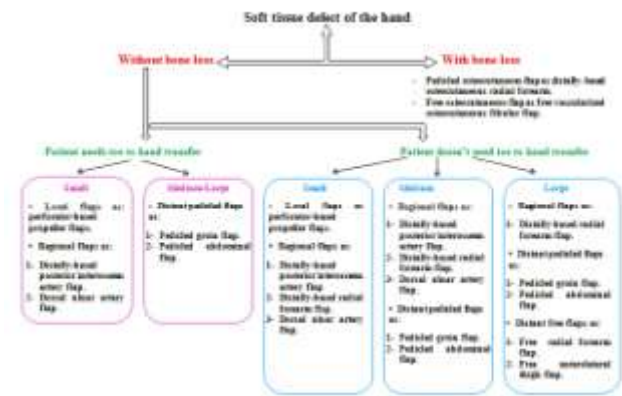 Soft tissue defect of the hand
Without bone loss
With bone loss
- Pedicled osteocutaneous flap as distally-based
osteocutaneous radial forearm.
- Free osteocutaneous flap as free vascularized
osteocutaneous fibular flap.
Patient needs toe to hand transfer
Patient doesn't need toe to hand transfer
Small
- Local flaps as:
perforator-based
propeller flaps.
• Regional flaps as:
1- Distally-based
posterior interosseous
artery flap.
2- Dorsal ulnar artery
flap.
Medium-Large
- Distant pedicled flaps
as:
1- Pedicled groin flap.
2- Pedicled abdominal
flap.
Small
- Local flaps as
perforator-based
propeller flaps.
• Regional flaps as:
1- Distally-based
posterior interosseous
artery flap.
2- Distally-based radial
forearm flap.
3- Dorsal ulnar artery
flap.
Medium
- Regional flaps as:
1- Distally-based
posterior interosseous
artery flap.
2- Distally-based radial
forearm flap.
3- Dorsal ulnar artery
flap.
• Distant pedicled flaps
as:
1- Pedicled groin flap.
2- Pedicled abdominal
flap.
Large
- Regional flaps as:
1- Distally-based radial
forearm flap.
• Distant pedicled flaps
as:
1- Pedicled groin flap.
2- Pedicled abdominal
flap.
• Distant free flaps as:
1- Free radial forearm
flap.
2- Free anterolateral
thigh flap.